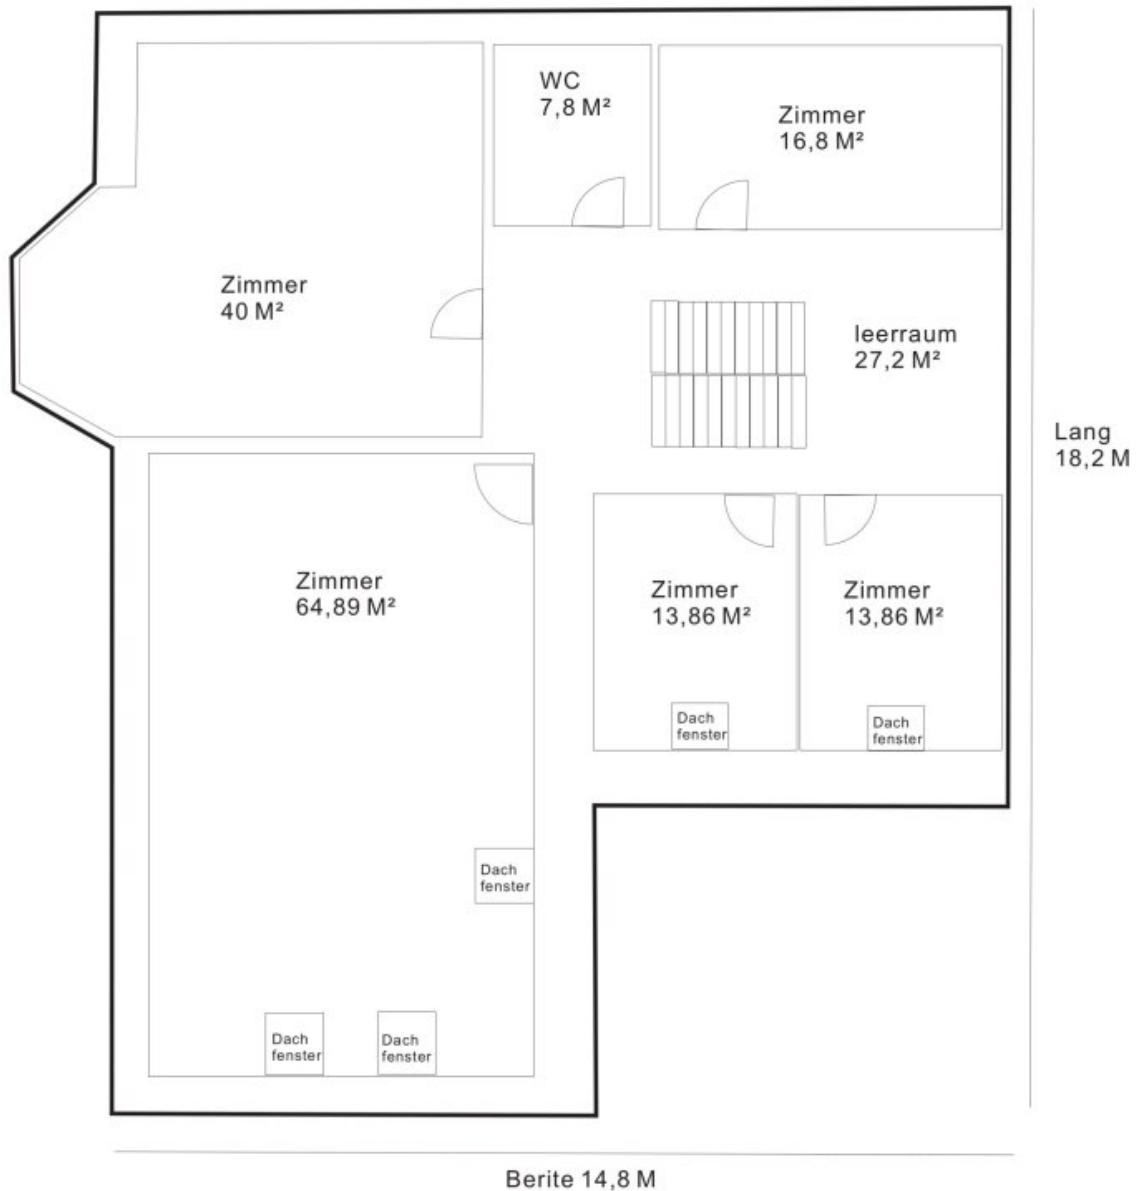 WC
7,8 M²
Zimmer
16,8 M²
Zimmer
40 M²
leerraum
27,2 M²
Lang
18,2 M
Zimmer
64,89 M²
Zimmer
13,86 M²
Zimmer
13,86 M²
Dach
fenster
Dach
fenster
Dach
fenster
Dach
fenster
Dach
fenster
Berite 14,8 M